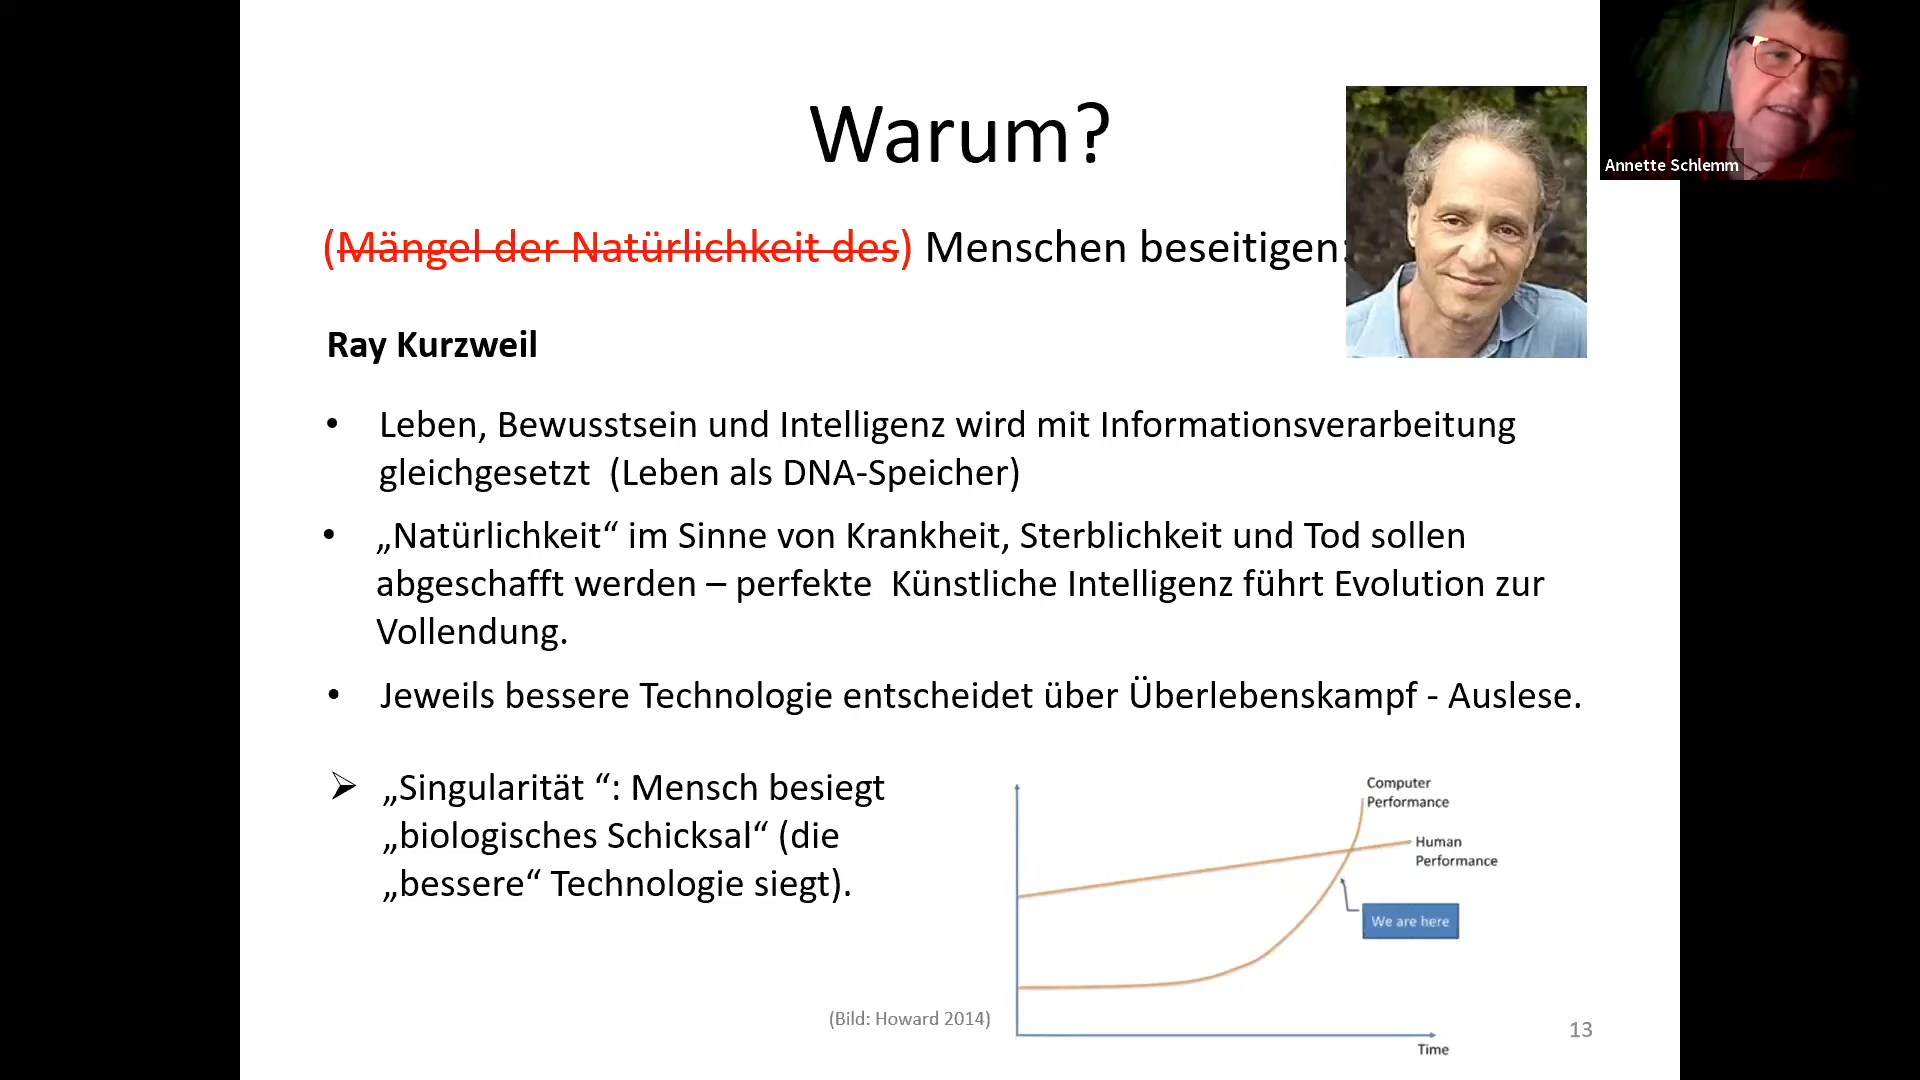 Warum?
Annette Schlemm
(Mängel der Natürlichkeit des) Menschen beseitigen:
Ray Kurzweil
• Leben, Bewusstsein und Intelligenz wird mit Informationsverarbeitung
gleichgesetzt (Leben als DNA-Speicher)
• „Natürlichkeit“ im Sinne von Krankheit, Sterblichkeit und Tod sollen
abgeschafft werden – perfekte Künstliche Intelligenz führt Evolution zur
Vollendung.
• Jeweils bessere Technologie entscheidet über Überlebenskampf - Auslese.
➢ „Singularität “: Mensch besiegt
„biologisches Schicksal“ (die
„bessere“ Technologie siegt).
Computer
Performance
Human
Performance
We are here
Time
(Bild: Howard 2014)
13